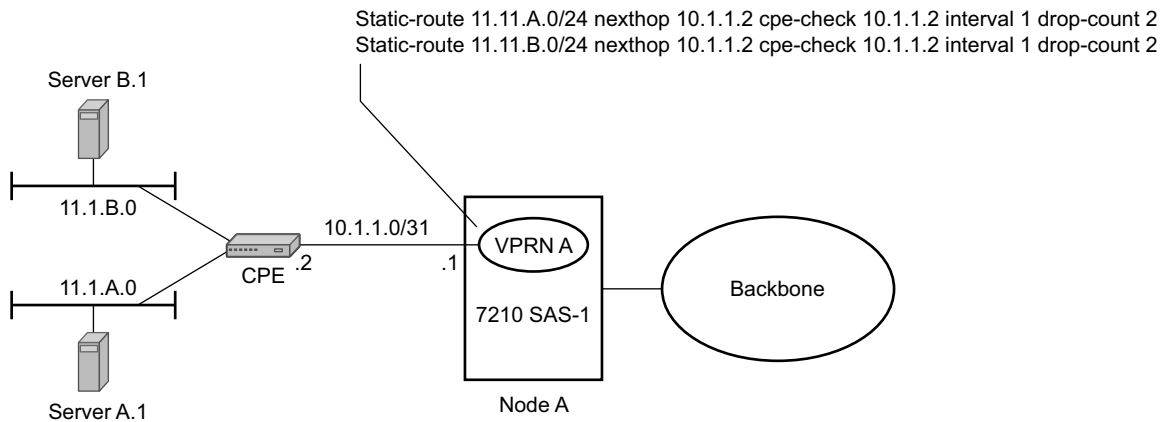 Static-route 11.11.A.0/24 nexthop 10.1.1.2 cpe-check 10.1.1.2 interval 1 drop-count 2
Static-route 11.11.B.0/24 nexthop 10.1.1.2 cpe-check 10.1.1.2 interval 1 drop-count 2
Server B.1
11.1.B.0
10.1.1.0/31
VPRN A
CPE
.2
.1
11.1.A.0
Backbone
7210 SAS-1
Node A
Server A.1